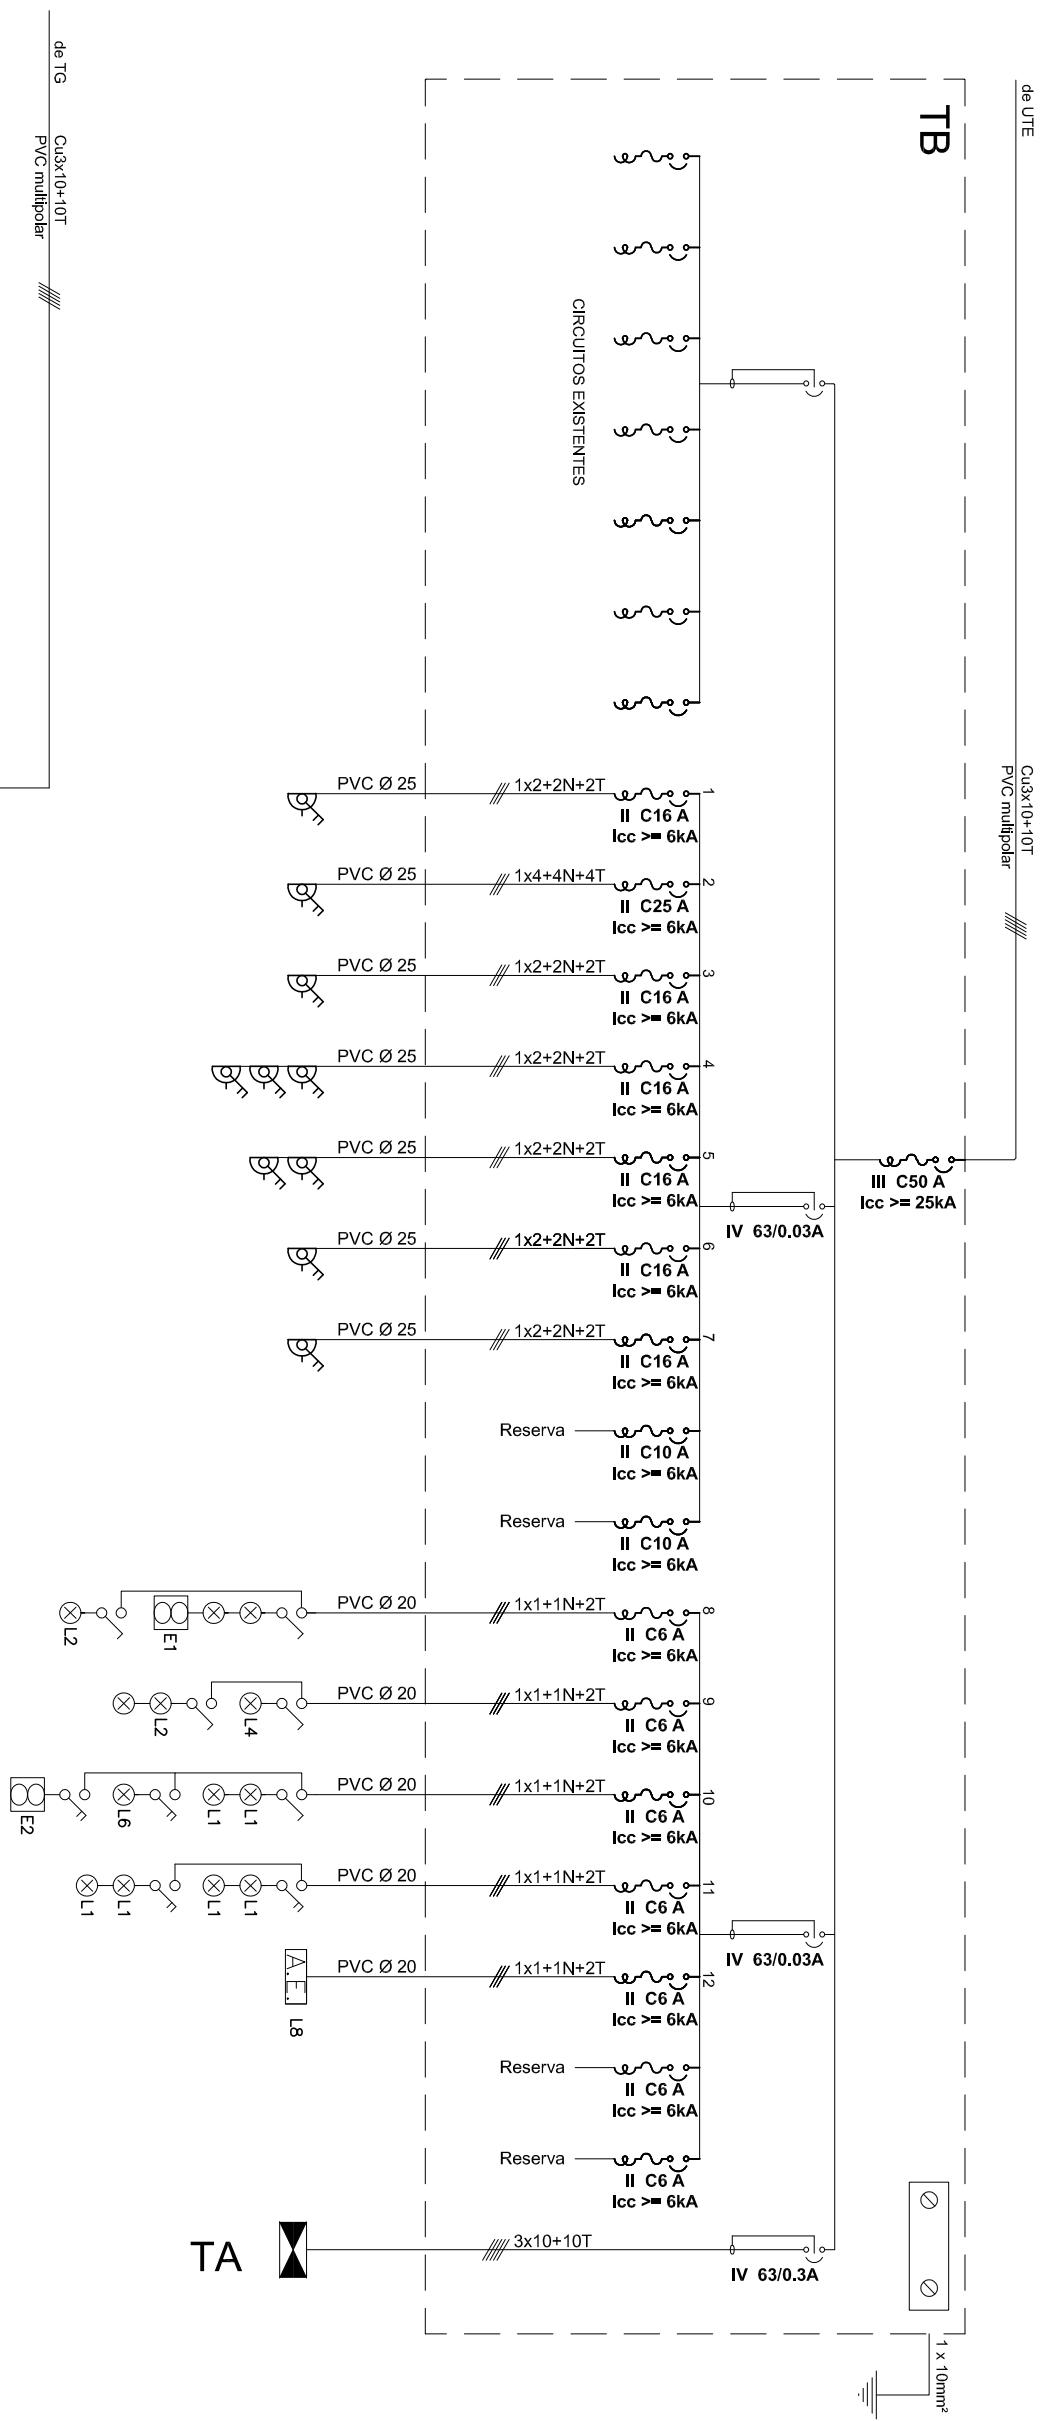 de TG
Cu3x10+10T
PVC multipolar
de UTE
Cu3x10+10T
PVC multipolar
TB
CIRCUITOS EXISTENTES
III C50 A
Icc >= 25kA
IV 63/0.03A
1
PVC Ø 25
1x2+2N+2T
II C16 A
Icc >= 6kA
2
PVC Ø 25
1x4+4N+4T
II C25 A
Icc >= 6kA
3
PVC Ø 25
1x2+2N+2T
II C16 A
Icc >= 6kA
4
PVC Ø 25
1x2+2N+2T
II C16 A
Icc >= 6kA
5
PVC Ø 25
1x2+2N+2T
II C16 A
Icc >= 6kA
6
PVC Ø 25
1x2+2N+2T
II C16 A
Icc >= 6kA
7
PVC Ø 25
1x2+2N+2T
II C16 A
Icc >= 6kA
Reserva
II C10 A
Icc >= 6kA
Reserva
II C10 A
Icc >= 6kA
8
PVC Ø 20
1x1+1N+2T
II C6 A
Icc >= 6kA
L2
E1
9
PVC Ø 20
1x1+1N+2T
II C6 A
Icc >= 6kA
L2
L4
10
PVC Ø 20
1x1+1N+2T
II C6 A
Icc >= 6kA
E2
L6
L1
L1
11
PVC Ø 20
1x1+1N+2T
II C6 A
Icc >= 6kA
L1
L1
L1
L1
IV 63/0.03A
12
PVC Ø 20
1x1+1N+2T
II C6 A
Icc >= 6kA
A.E.
L8
Reserva
II C6 A
Icc >= 6kA
Reserva
II C6 A
Icc >= 6kA
TA
3x10+10T
IV 63/0.3A
1 x 10mm²